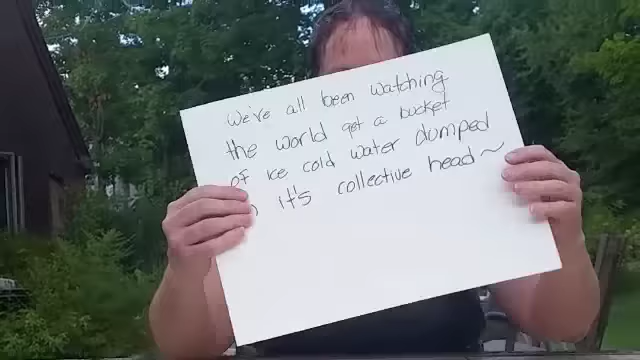 We've all been watching
the world get a bucket
of ice cold water dumped
it's collective head~